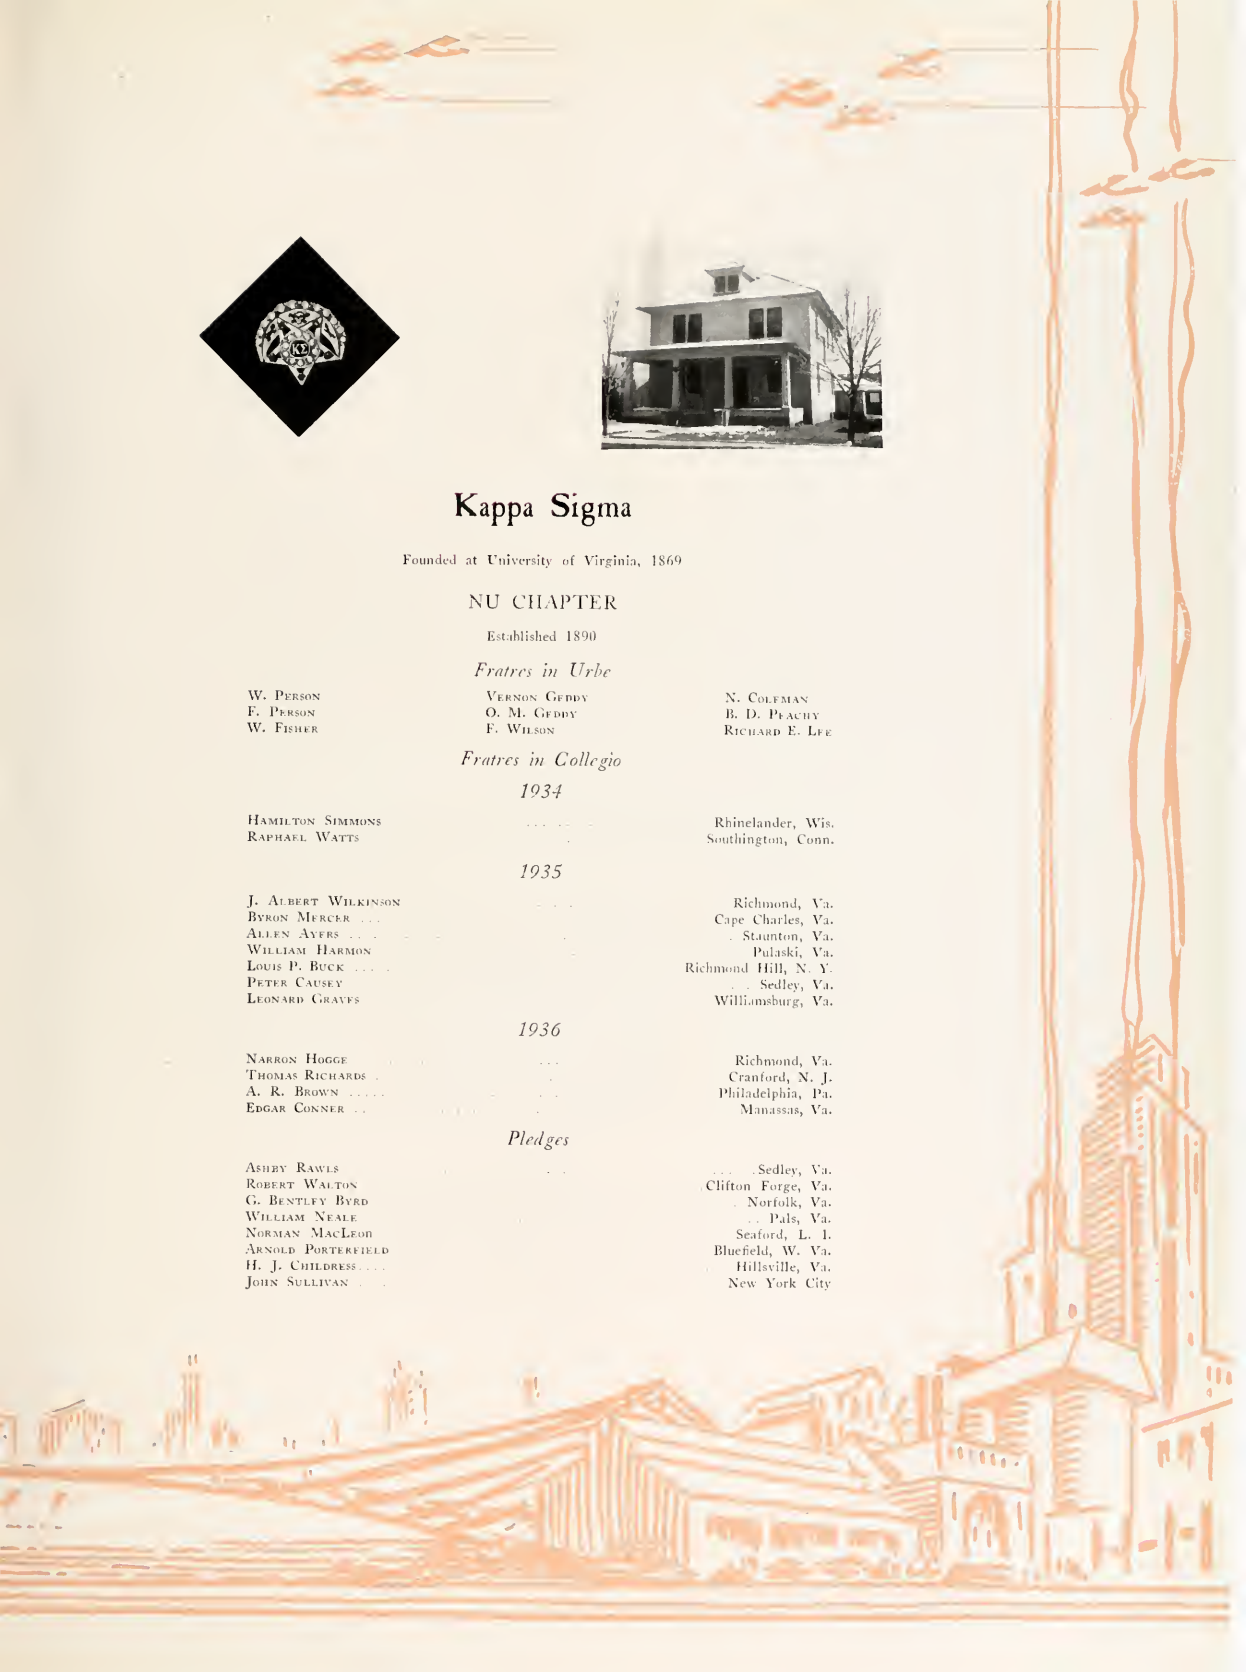 ΚΣ
Kappa Sigma
Founded at University of Virginia, 1869
NU CHAPTER
Established 1890
Fratres in Urbe
W. Person Vernon Geddy N. Coleman
F. Person O. M. Geddy B. D. Peachy
W. Fisher F. Wilson Richard E. Lee
Fratres in Collegio
1934
Hamilton Simmons ..... Rhinelander, Wis.
Raphael Watts . Southington, Conn.
1935
J. Albert Wilkinson ... Richmond, Va.
Byron Mercer ... Cape Charles, Va.
Allen Ayers ... Staunton, Va.
William Harmon Pulaski, Va.
Louis P. Buck .... Richmond Hill, N. Y.
Peter Causey .. Sedley, Va.
Leonard Graves Williamsburg, Va.
1936
Narron Hogge ... Richmond, Va.
Thomas Richards . Cranford, N. J.
A. R. Brown ..... Philadelphia, Pa.
Edgar Conner .. Manassas, Va.
Pledges
Ashby Rawls .... Sedley, Va.
Robert Walton Clifton Forge, Va.
G. Bentley Byrd . Norfolk, Va.
William Neale .. Pals, Va.
Norman MacLeod Seaford, L. I.
Arnold Porterfield Bluefield, W. Va.
H. J. Childress .... Hillsville, Va.
John Sullivan . New York City